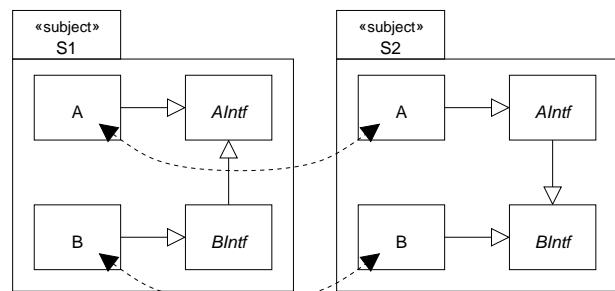 «subject»
S1
A
AIntf
B
BIntf
«subject»
S2
A
AIntf
B
BIntf